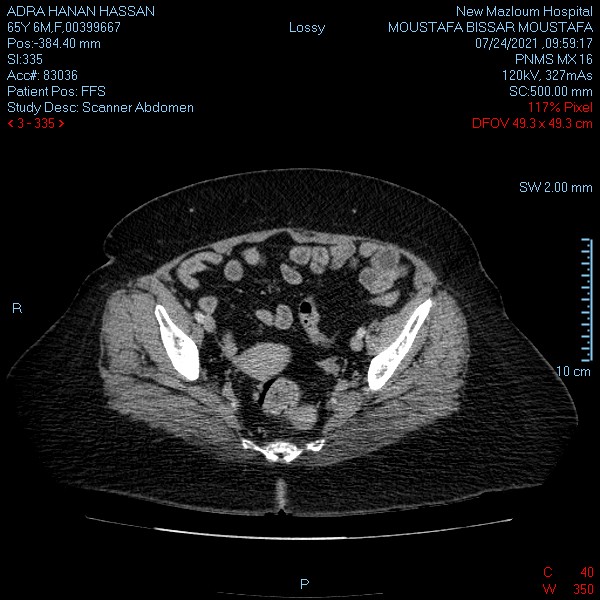 ADRA HANAN HASSAN
65Y 6M,F,00399667
Pos:-384.40 mm
SI:335
Acc#: 83036
Patient Pos: FFS
Study Desc: Scanner Abdomen
< 3 - 335 >
Lossy
New Mazloum Hospital
MOUSTAFA BISSAR MOUSTAFA
07/24/2021 ,09:59:17
PNMS MX 16
120kV, 327mAs
SC:500.00 mm
117% Pixel
DFOV 49.3 x 49.3 cm
SW 2.00 mm
R
10 cm
P
C 40
W 350